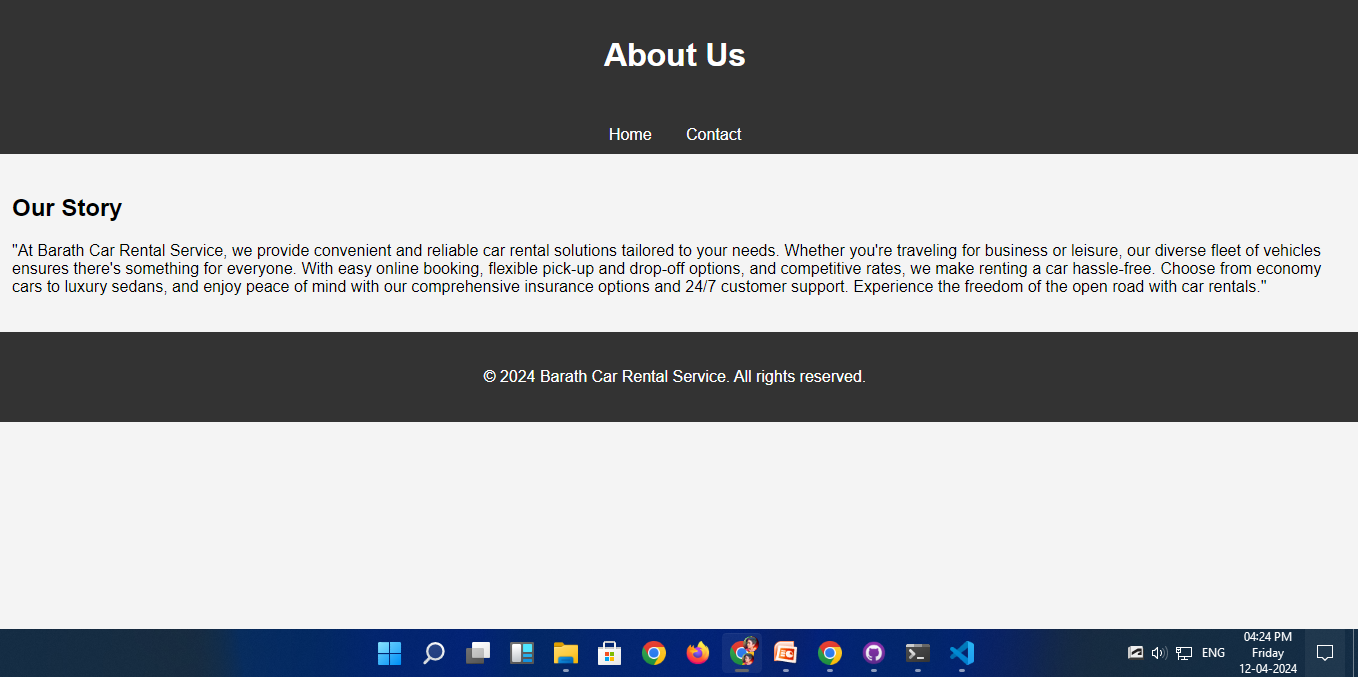 About Us
Home Contact
Our Story
"At Barath Car Rental Service, we provide convenient and reliable car rental solutions tailored to your needs. Whether you're traveling for business or leisure, our diverse fleet of vehicles
ensures there's something for everyone. With easy online booking, flexible pick-up and drop-off options, and competitive rates, we make renting a car hassle-free. Choose from economy
cars to luxury sedans, and enjoy peace of mind with our comprehensive insurance options and 24/7 customer support. Experience the freedom of the open road with car rentals."
© 2024 Barath Car Rental Service. All rights reserved.
04:24 PM
ENG Friday
12-04-2024